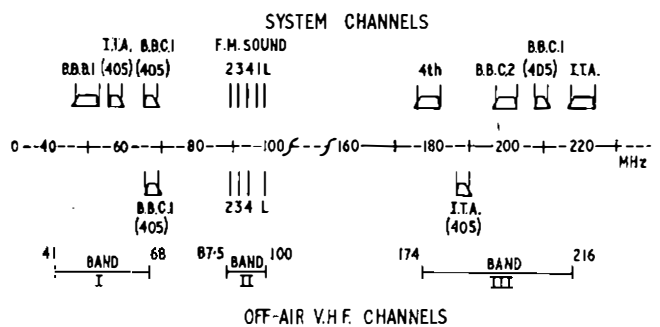 SYSTEM CHANNELS
I.T.A. B.B.C.1 F.M. SOUND B.B.C.1
B.B.B.1 (405) (405) 2 3 4 1 L 4th B.B.C.2 (405) I.T.A.
0 40 60 80 100 160 180 200 220
MHz
B.B.C.1 2 3 4 L I.T.A.
(405) (405)
41 BAND I 68 87·5 BAND II 100 174 BAND III 216
OFF-AIR V.H.F. CHANNELS